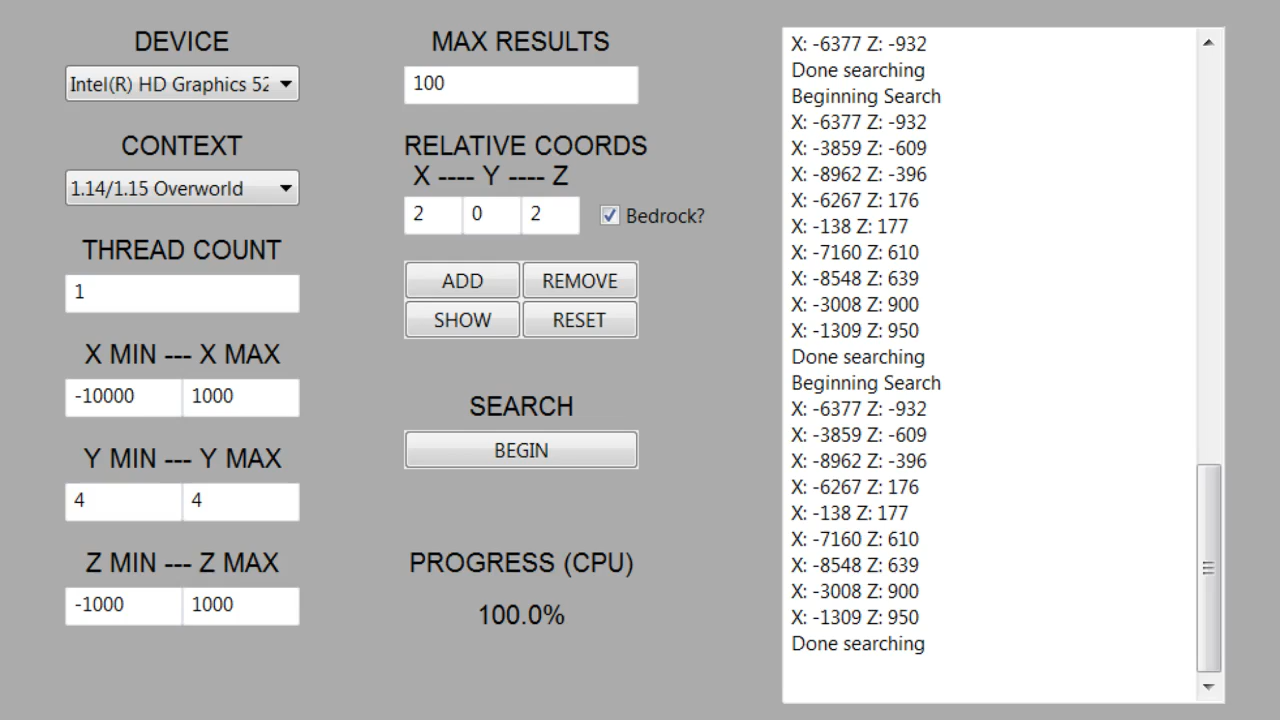 DEVICE
Intel(R) HD Graphics 52
CONTEXT
1.14/1.15 Overworld
THREAD COUNT
1
X MIN --- X MAX
-10000 1000
Y MIN --- Y MAX
4 4
Z MIN --- Z MAX
-1000 1000
MAX RESULTS
100
RELATIVE COORDS
X ---- Y ---- Z
2 0 2 Bedrock?
ADD REMOVE
SHOW RESET
SEARCH
BEGIN
PROGRESS (CPU)
100.0%
X: -6377 Z: -932
Done searching
Beginning Search
X: -6377 Z: -932
X: -3859 Z: -609
X: -8962 Z: -396
X: -6267 Z: 176
X: -138 Z: 177
X: -7160 Z: 610
X: -8548 Z: 639
X: -3008 Z: 900
X: -1309 Z: 950
Done searching
Beginning Search
X: -6377 Z: -932
X: -3859 Z: -609
X: -8962 Z: -396
X: -6267 Z: 176
X: -138 Z: 177
X: -7160 Z: 610
X: -8548 Z: 639
X: -3008 Z: 900
X: -1309 Z: 950
Done searching